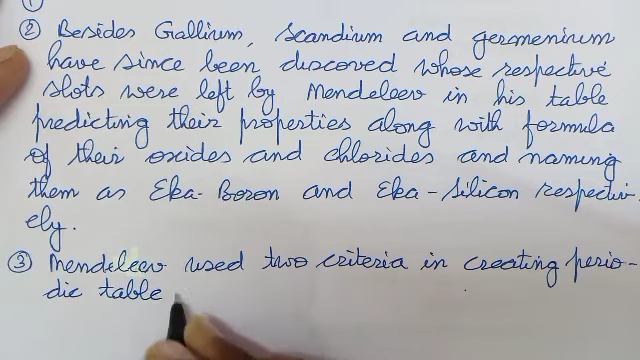 ①
② Besides Gallium, Scandium and germenium
have since been discoved whose respective
slots were left by Mendeleev in his table
predicting their properties along with formula
of their oxides and chlorides and naming
them as Eka-Boron and Eka-Silicon respectiv-
ely.
③ Mendeleev used two criteria in creating perio-
dic table